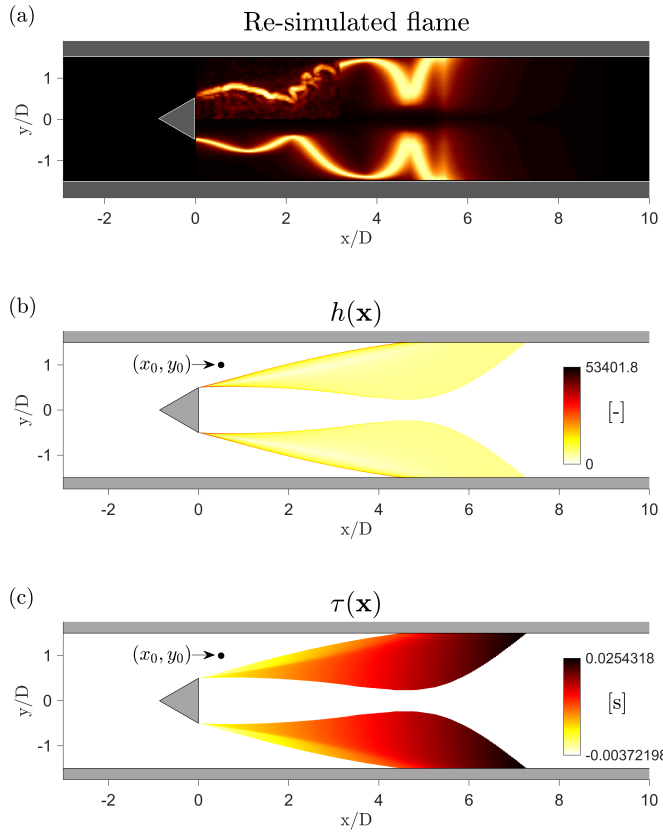 (a)
Re-simulated flame
y/D
1
0
-1
-2 0 2 4 6 8 10
x/D
(b)
h(𝐱)
y/D
1
0
-1
(x₀, y₀)
53401.8
[-]
0
-2 0 2 4 6 8 10
x/D
(c)
τ(𝐱)
y/D
1
0
-1
(x₀, y₀)
0.0254318
[s]
-0.00372198
-2 0 2 4 6 8 10
x/D